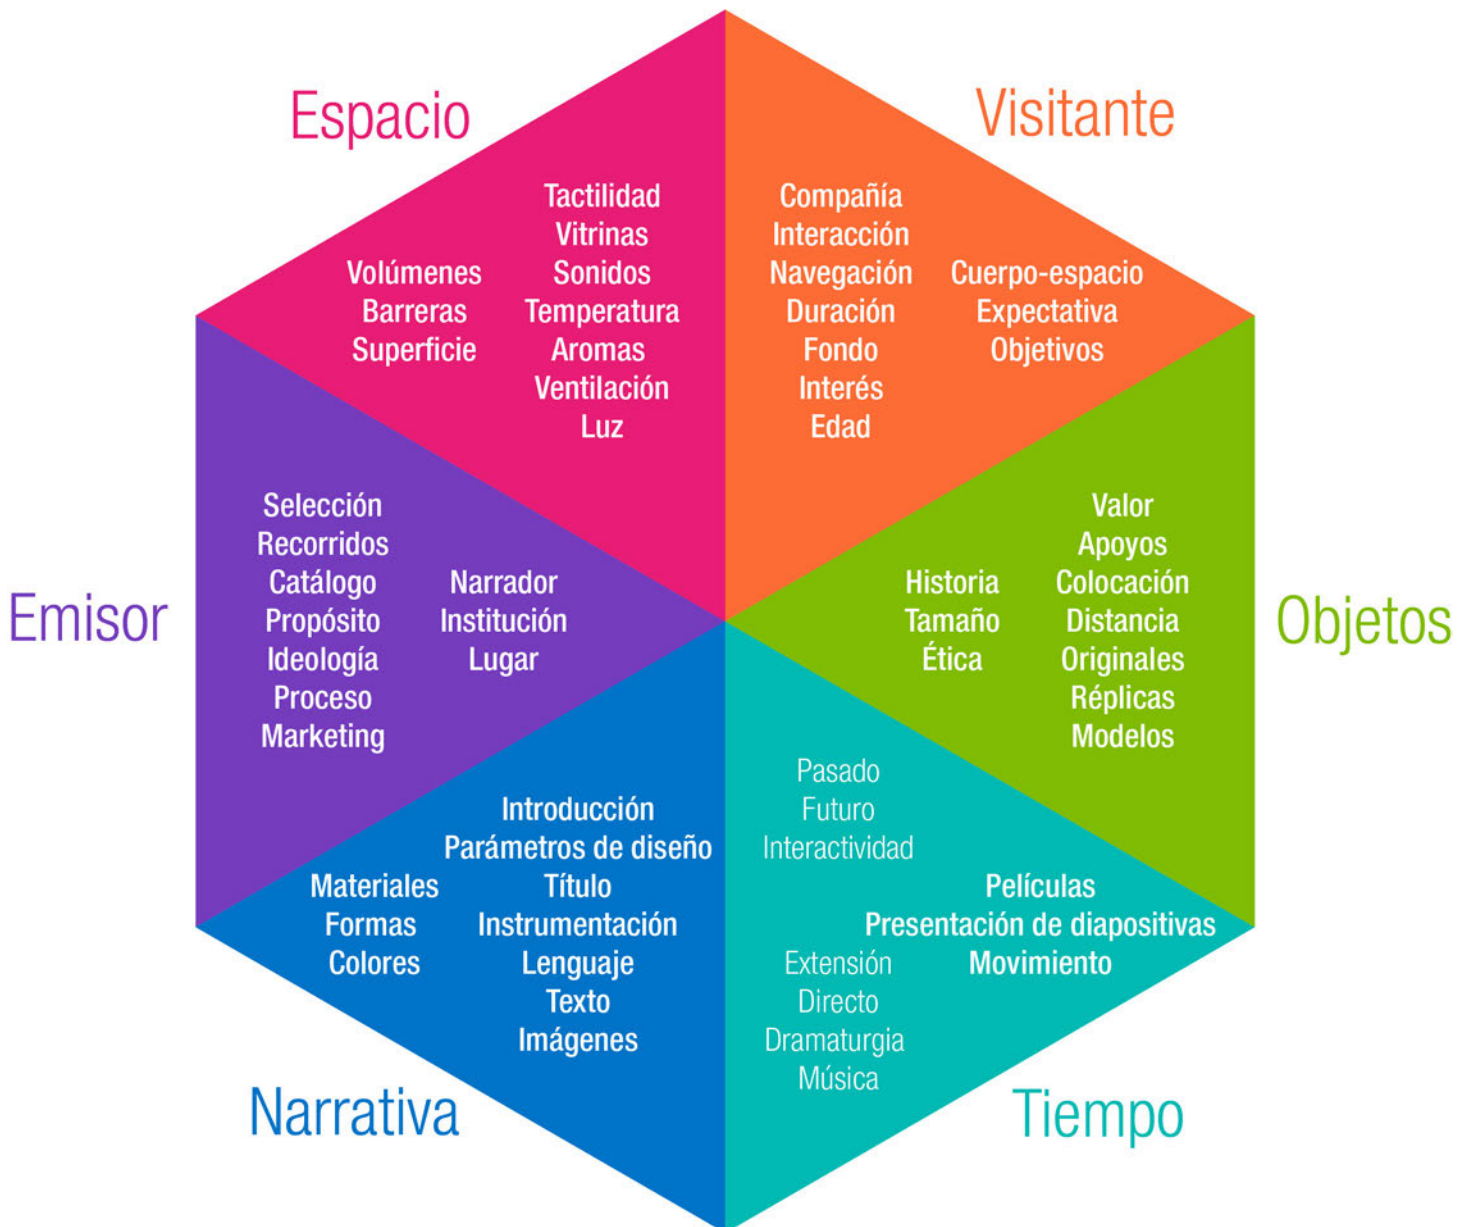 Espacio
Tactilidad
Vitrinas
Sonidos
Temperatura
Aromas
Ventilación
Luz
Volúmenes
Barreras
Superficie
Visitante
Compañía
Interacción
Navegación
Duración
Fondo
Interés
Edad
Cuerpo-espacio
Expectativa
Objetivos
Emisor
Selección
Recorridos
Catálogo
Propósito
Ideología
Proceso
Marketing
Narrador
Institución
Lugar
Objetos
Historia
Tamaño
Ética
Valor
Apoyos
Colocación
Distancia
Originales
Réplicas
Modelos
Narrativa
Introducción
Parámetros de diseño
Título
Instrumentación
Lenguaje
Texto
Imágenes
Materiales
Formas
Colores
Tiempo
Pasado
Futuro
Interactividad
Películas
Presentación de diapositivas
Movimiento
Extensión
Directo
Dramaturgia
Música